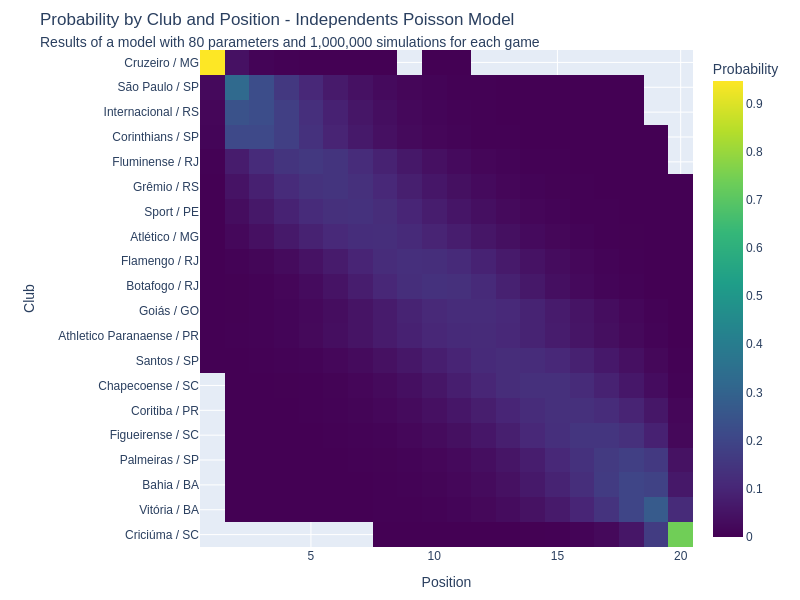 Probability by Club and Position - Independents Poisson Model
Results of a model with 80 parameters and 1,000,000 simulations for each game
Probability
Club
Cruzeiro / MG
São Paulo / SP
Internacional / RS
Corinthians / SP
Fluminense / RJ
Grêmio / RS
Sport / PE
Atlético / MG
Flamengo / RJ
Botafogo / RJ
Goiás / GO
Athletico Paranaense / PR
Santos / SP
Chapecoense / SC
Coritiba / PR
Figueirense / SC
Palmeiras / SP
Bahia / BA
Vitória / BA
Criciúma / SC
0.9
0.8
0.7
0.6
0.5
0.4
0.3
0.2
0.1
0
5
10
15
20
Position